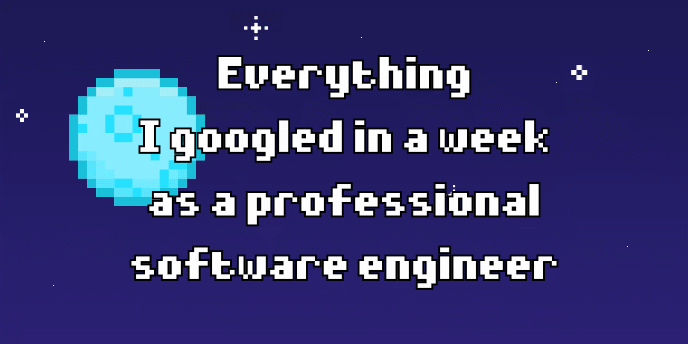 Everything
I googled in a week
as a professional
software engineer